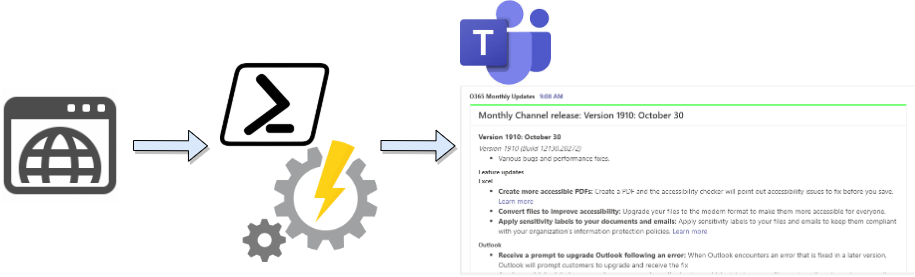 T
O365 Monthly Updates 9:08 AM
Monthly Channel release: Version 1910: October 30
Version 1910: October 30
Version 1910 (Build 12130.20272)
• Various bugs and performance fixes.
Feature updates
Excel
• Create more accessible PDFs: Create a PDF and the accessibility checker will point out accessibility issues to fix before you save.
Learn more
• Convert files to improve accessibility: Upgrade your files to the modern format to make them more accessible for everyone.
• Apply sensitivity labels to your documents and emails: Apply sensitivity labels to your files and emails to keep them compliant
with your organization's information protection policies. Learn more
Outlook
• Receive a prompt to upgrade Outlook following an error: When Outlook encounters an error that is fixed in a later version,
Outlook will prompt customers to upgrade and receive the fix